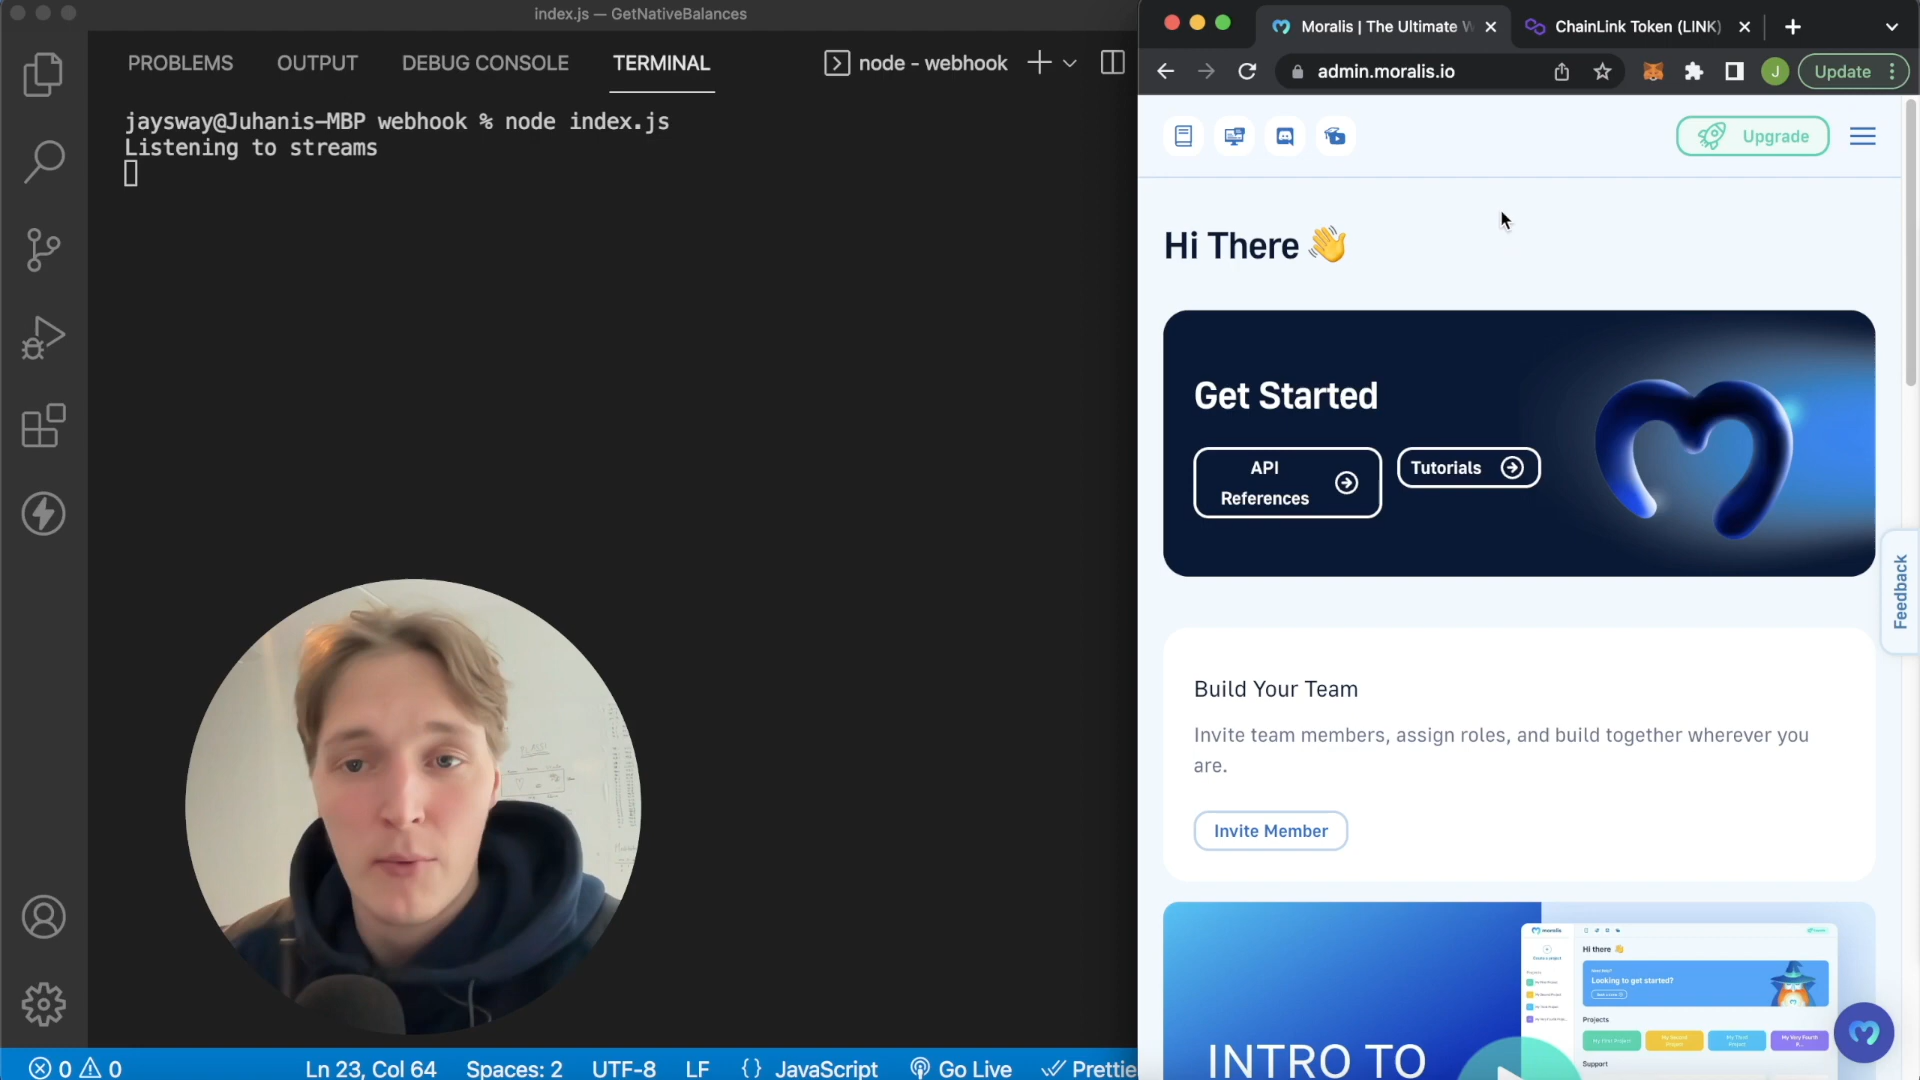 index.js — GetNativeBalances
PROBLEMS OUTPUT DEBUG CONSOLE TERMINAL node - webhook
jaysway@Juhanis-MBP webhook % node index.js
Listening to streams
0 0 Ln 23, Col 64 Spaces: 2 UTF-8 LF {} JavaScript Go Live Prettie
Moralis | The Ultimate W ChainLink Token (LINK)
admin.moralis.io J Update
Upgrade
Hi There 👋
Get Started
API References
Tutorials
Feedback
Build Your Team
Invite team members, assign roles, and build together wherever you
are.
Invite Member
INTRO TO
moralis
Hi there 👋
Looking to get started?
Projects
My First Project
Support